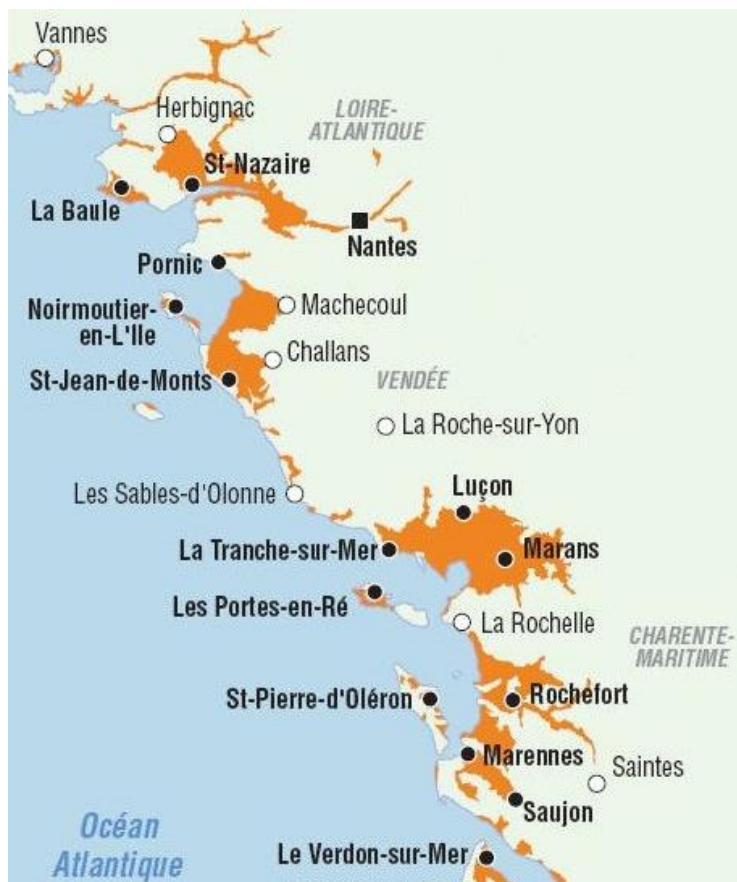 Vannes
Herbignac
LOIRE-
ATLANTIQUE
St-Nazaire
La Baule
Nantes
Pornic
Noirmoutier-
en-L'Ile
Machecoul
Challans
St-Jean-de-Monts
VENDÉE
La Roche-sur-Yon
Les Sables-d'Olonne
Luçon
La Tranche-sur-Mer
Marans
Les Portes-en-Ré
La Rochelle
CHARENTE-
MARITIME
St-Pierre-d'Oléron
Rochefort
Marennes
Saintes
Saujon
Océan
Atlantique
Le Verdon-sur-Mer